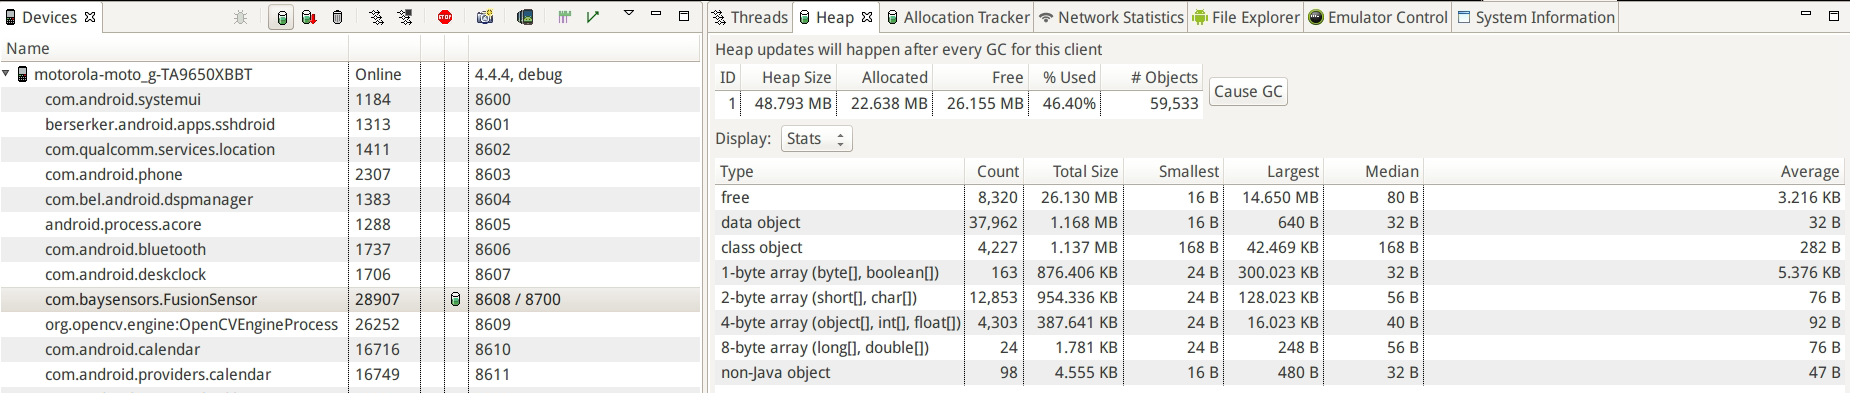 Devices
Name
motorola-moto_g-TA9650XBBT Online 4.4.4, debug
com.android.systemui 1184 8600
berserker.android.apps.sshdroid 1313 8601
com.qualcomm.services.location 1411 8602
com.android.phone 2307 8603
com.bel.android.dspmanager 1383 8604
android.process.acore 1288 8605
com.android.bluetooth 1737 8606
com.android.deskclock 1706 8607
com.baysensors.FusionSensor 28907 8608 / 8700
org.opencv.engine:OpenCVEngineProcess 26252 8609
com.android.calendar 16716 8610
com.android.providers.calendar 16749 8611
Threads Heap Allocation Tracker Network Statistics File Explorer Emulator Control System Information
Heap updates will happen after every GC for this client
ID Heap Size Allocated Free % Used # Objects
1 48.793 MB 22.638 MB 26.155 MB 46.40% 59,533
Cause GC
Display: Stats
Type Count Total Size Smallest Largest Median Average
free 8,320 26.130 MB 16 B 14.650 MB 80 B 3.216 KB
data object 37,962 1.168 MB 16 B 640 B 32 B 32 B
class object 4,227 1.137 MB 168 B 42.469 KB 168 B 282 B
1-byte array (byte[], boolean[]) 163 876.406 KB 24 B 300.023 KB 32 B 5.376 KB
2-byte array (short[], char[]) 12,853 954.336 KB 24 B 128.023 KB 56 B 76 B
4-byte array (object[], int[], float[]) 4,303 387.641 KB 24 B 16.023 KB 40 B 92 B
8-byte array (long[], double[]) 24 1.781 KB 24 B 248 B 56 B 76 B
non-Java object 98 4.555 KB 16 B 480 B 32 B 47 B